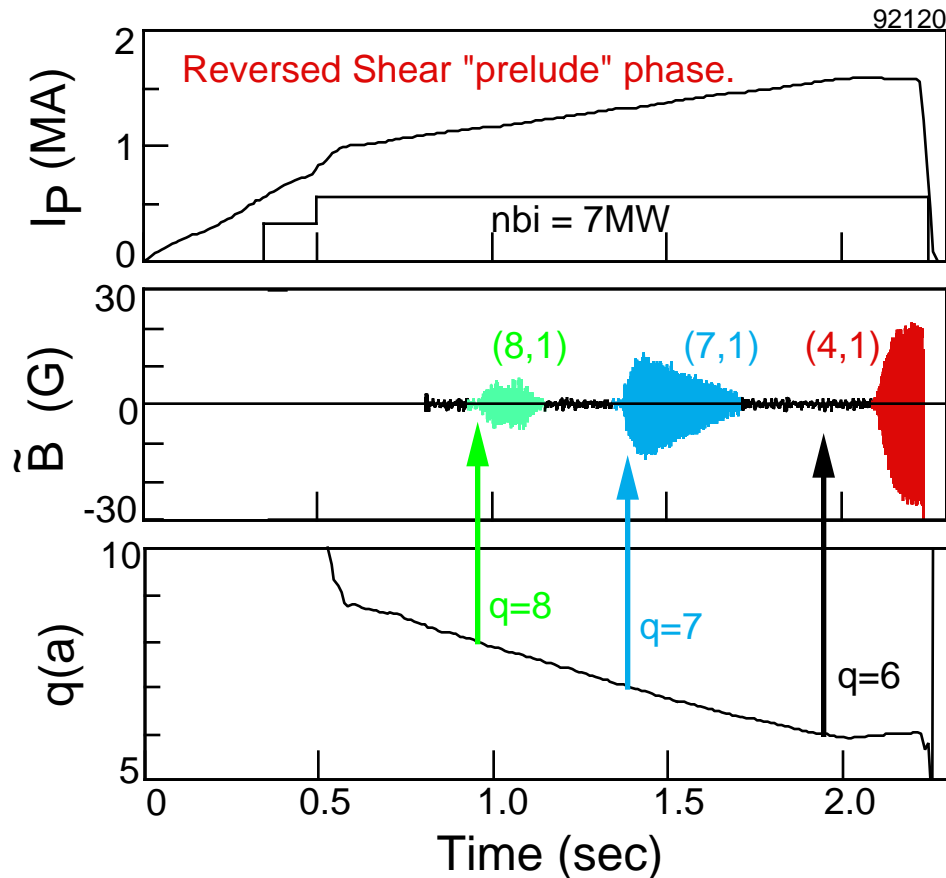 92120
2
Reversed Shear "prelude" phase.
1
nbi = 7MW
0
I_P (MA)
30
(8,1)
(7,1)
(4,1)
0
-30
B̃ (G)
10
q=8
q=7
q=6
5
q(a)
0
0.5
1.0
1.5
2.0
Time (sec)